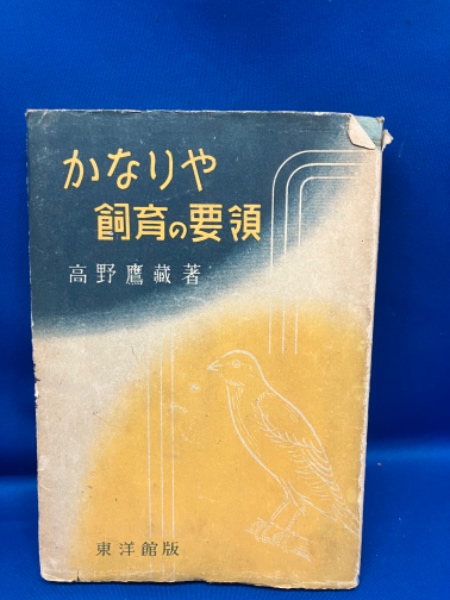 かなりや
飼育の要領
高野鷹藏著
東洋館版